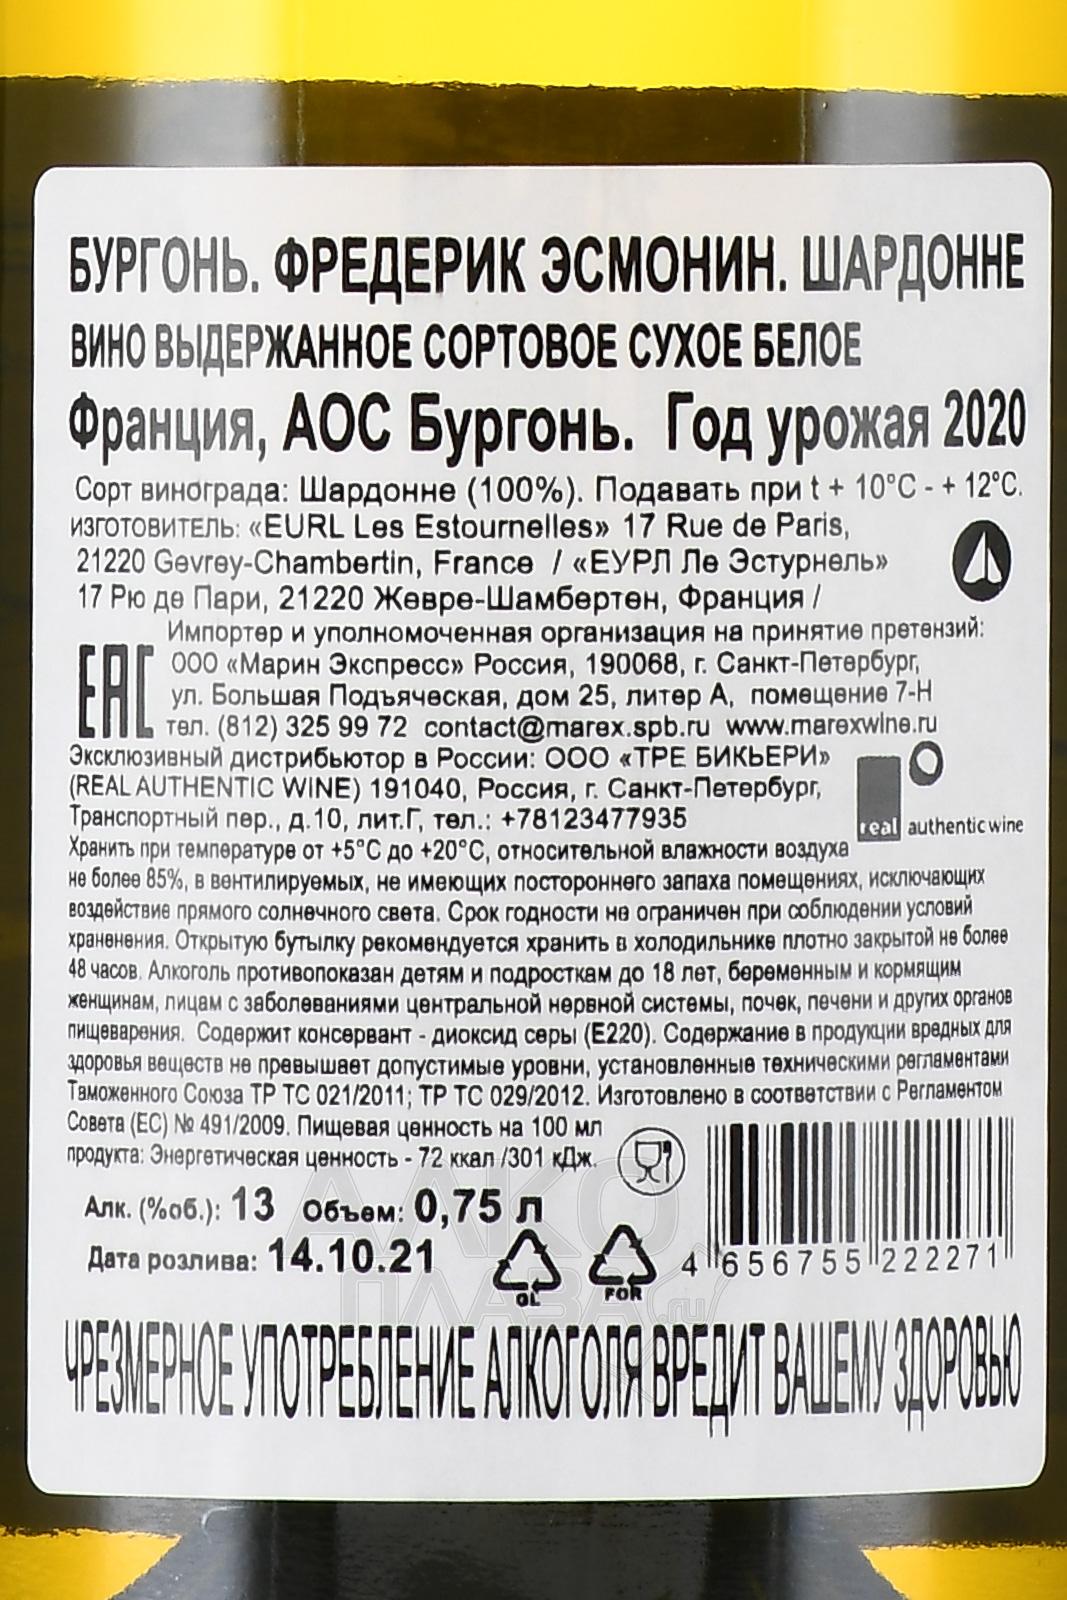 БУРГОНЬ. ФРЕДЕРИК ЭСМОНИН. ШАРДОННЕ
ВИНО ВЫДЕРЖАННОЕ СОРТОВОЕ СУХОЕ БЕЛОЕ
Франция, АОС Бургонь. Год урожая 2020
Сорт винограда: Шардонне (100%). Подавать при t + 10°C - + 12°C.
ИЗГОТОВИТЕЛЬ: «EURL Les Estournelles» 17 Rue de Paris,
21220 Gevrey-Chambertin, France / «ЕУРЛ Ле Эстурнель»
17 Рю де Пари, 21220 Жевре-Шамбертен, Франция /
Импортер и уполномоченная организация на принятие претензий:
ООО «Марин Экспресс» Россия, 190068, г. Санкт-Петербург,
ул. Большая Подъяческая, дом 25, литер А, помещение 7-Н
тел. (812) 325 99 72 contact@marex.spb.ru www.marexwine.ru
EAC
Эксклюзивный дистрибьютор в России: ООО «ТРЕ БИКЬЕРИ»
(REAL AUTHENTIC WINE) 191040, Россия, г. Санкт-Петербург,
Транспортный пер., д.10, лит.Г, тел.: +78123477935
real authentic wine
Хранить при температуре от +5°C до +20°C, относительной влажности воздуха
не более 85%, в вентилируемых, не имеющих постороннего запаха помещениях, исключающих
воздействие прямого солнечного света. Срок годности не ограничен при соблюдении условий
храненения. Открытую бутылку рекомендуется хранить в холодильнике плотно закрытой не более
48 часов. Алкоголь противопоказан детям и подросткам до 18 лет, беременным и кормящим
женщинам, лицам с заболеваниями центральной нервной системы, почек, печени и других органов
пищеварения. Содержит консервант - диоксид серы (E220). Содержание в продукции вредных для
здоровья веществ не превышает допустимые уровни, установленные техническими регламентами
Таможенного Союза ТР ТС 021/2011; ТР ТС 029/2012. Изготовлено в соответствии с Регламентом
Совета (ЕС) № 491/2009. Пищевая ценность на 100 мл
продукта: Энергетическая ценность - 72 ккал /301 кДж.
Алк. (%об.): 13 Объем: 0,75 л
Дата розлива: 14.10.21
GL
FOR
4 656755 222271
АЛКО
ПЛАЗА.ru
ЧРЕЗМЕРНОЕ УПОТРЕБЛЕНИЕ АЛКОГОЛЯ ВРЕДИТ ВАШЕМУ ЗДОРОВЬЮ